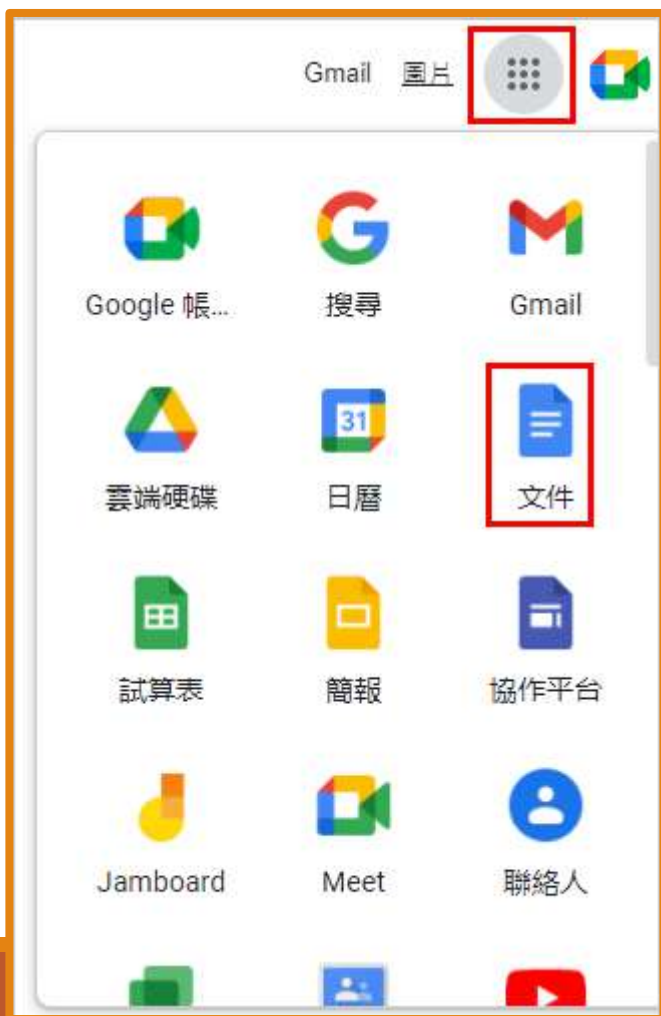 Gmail 圖片
Google 帳... 搜尋 Gmail
31
雲端硬碟 日曆 文件
試算表 簡報 協作平台
Jamboard Meet 聯絡人